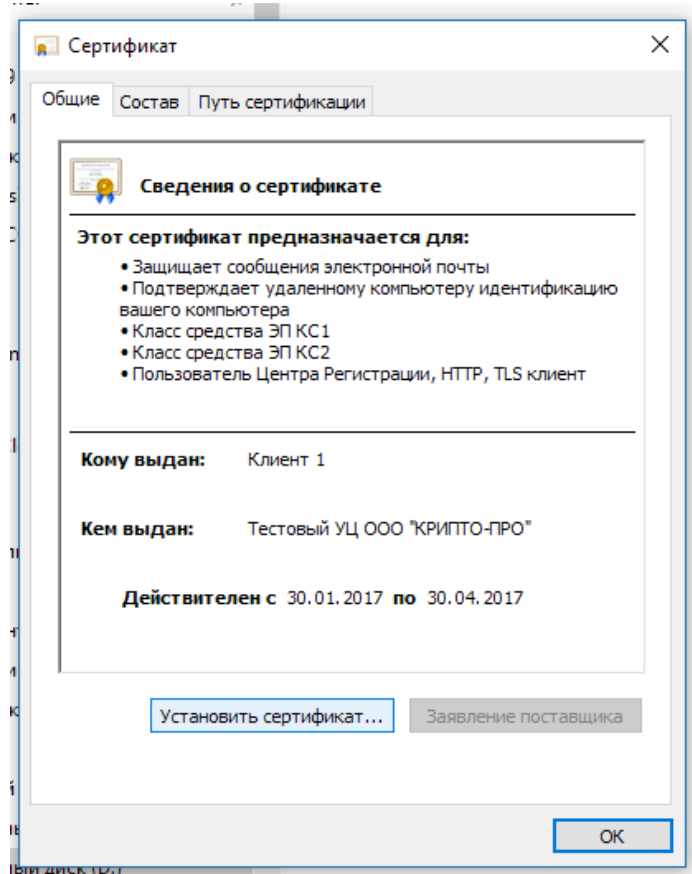 Сертификат
Общие Состав Путь сертификации
Сведения о сертификате
Этот сертификат предназначается для:
• Защищает сообщения электронной почты
• Подтверждает удаленному компьютеру идентификацию
вашего компьютера
• Класс средства ЭП КС1
• Класс средства ЭП КС2
• Пользователь Центра Регистрации, HTTP, TLS клиент
Кому выдан: Клиент 1
Кем выдан: Тестовый УЦ ООО "КРИПТО-ПРО"
Действителен с 30.01.2017 по 30.04.2017
Установить сертификат... Заявление поставщика
ОК